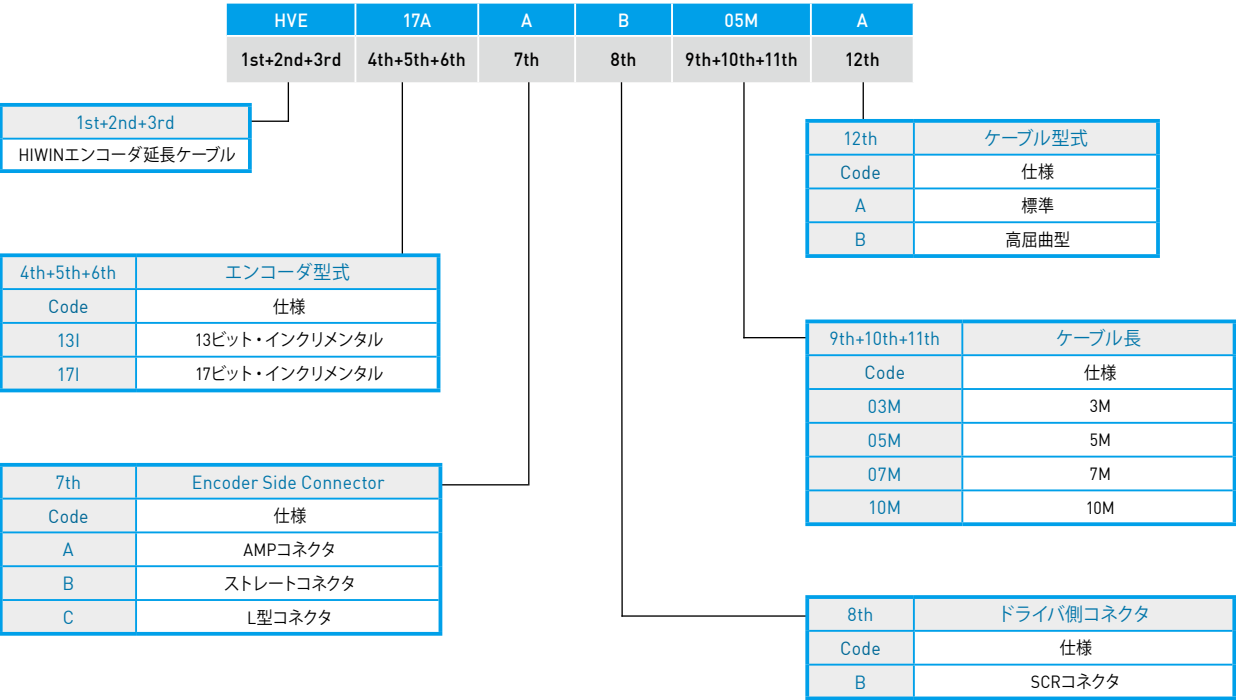 HVE 17A A B 05M A
1st+2nd+3rd 4th+5th+6th 7th 8th 9th+10th+11th 12th
1st+2nd+3rd
HIWINエンコーダ延長ケーブル
4th+5th+6th エンコーダ型式
Code 仕様
13I 13ビット・インクリメンタル
17I 17ビット・インクリメンタル
7th Encoder Side Connector
Code 仕様
A AMPコネクタ
B ストレートコネクタ
C L型コネクタ
12th ケーブル型式
Code 仕様
A 標準
B 高屈曲型
9th+10th+11th ケーブル長
Code 仕様
03M 3M
05M 5M
07M 7M
10M 10M
8th ドライバ側コネクタ
Code 仕様
B SCRコネクタ